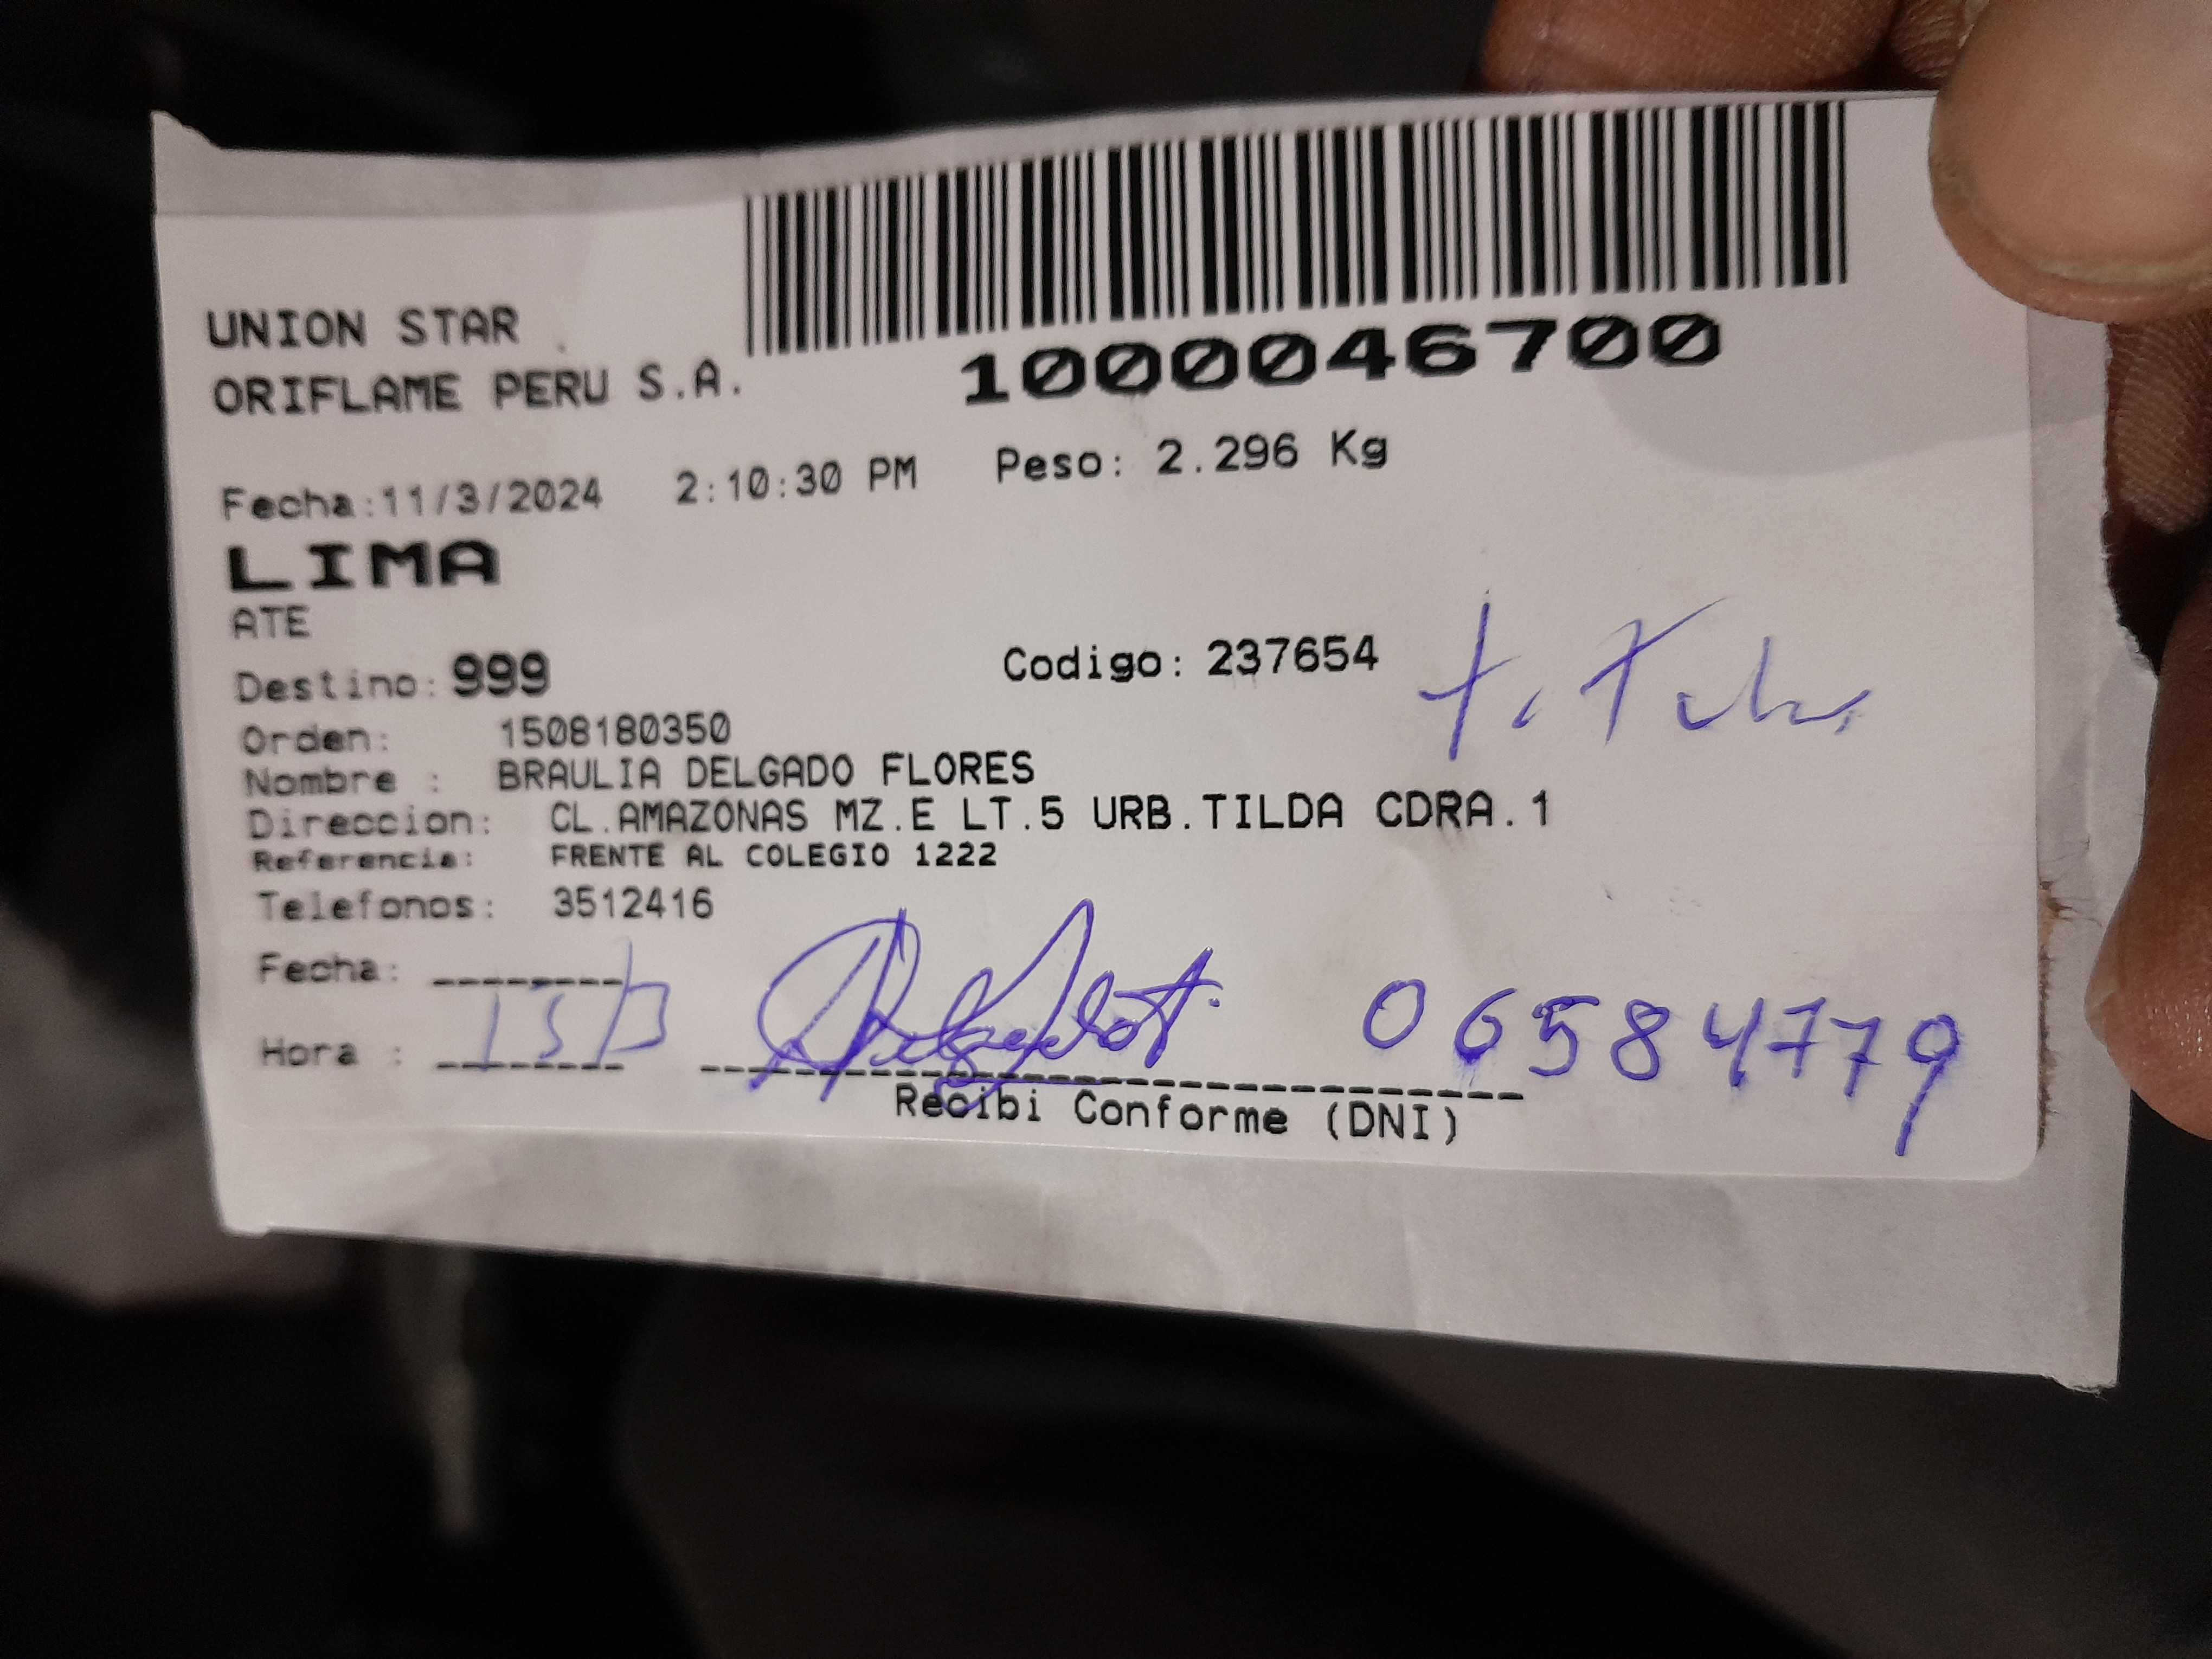 UNION STAR
ORIFLAME PERU S.A.
1000046700
Fecha:11/3/2024 2:10:30 PM Peso: 2.296 Kg
LIMA
ATE
Destino: 999 Codigo: 237654
Orden: 1508180350
Nombre : BRAULIA DELGADO FLORES
Direccion: CL.AMAZONAS MZ.E LT.5 URB.TILDA CDRA.1
Referencia: FRENTE AL COLEGIO 1222
Telefonos: 3512416
Fecha:
Hora : 15/3 06584779
Recibi Conforme (DNI)